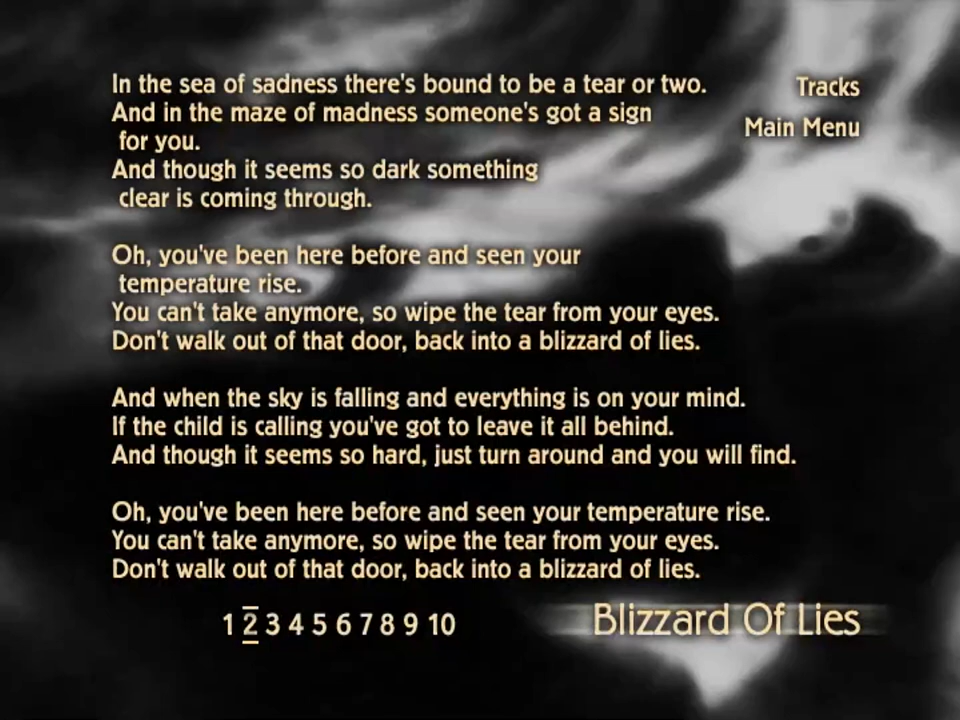 In the sea of sadness there's bound to be a tear or two.
And in the maze of madness someone's got a sign
for you.
And though it seems so dark something
clear is coming through.
Oh, you've been here before and seen your
temperature rise.
You can't take anymore, so wipe the tear from your eyes.
Don't walk out of that door, back into a blizzard of lies.
And when the sky is falling and everything is on your mind.
If the child is calling you've got to leave it all behind.
And though it seems so hard, just turn around and you will find.
Oh, you've been here before and seen your temperature rise.
You can't take anymore, so wipe the tear from your eyes.
Don't walk out of that door, back into a blizzard of lies.
Tracks
Main Menu
1 2 3 4 5 6 7 8 9 10
Blizzard Of Lies